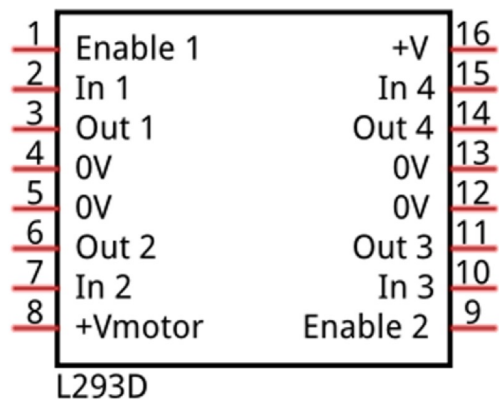 1 Enable 1 +V 16
2 In 1 In 4 15
3 Out 1 Out 4 14
4 0V 0V 13
5 0V 0V 12
6 Out 2 Out 3 11
7 In 2 In 3 10
8 +Vmotor Enable 2 9
L293D